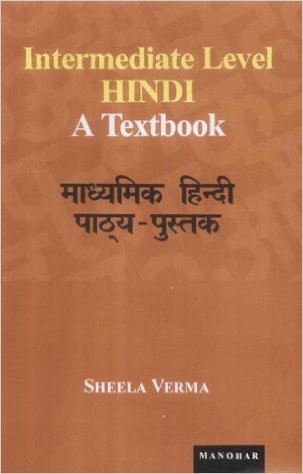 Intermediate Level
HINDI
A Textbook
माध्यमिक हिन्दी
पाठ्य-पुस्तक
SHEELA VERMA
MANOHAR